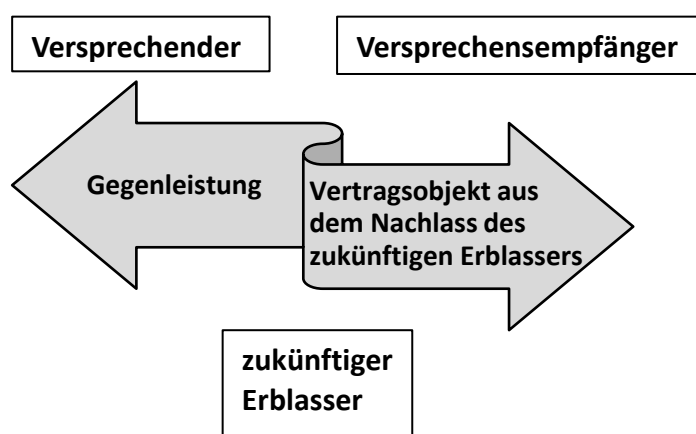 Versprechender
Versprechensempfänger
Gegenleistung
Vertragsobjekt aus
dem Nachlass des
zukünftigen Erblassers
zukünftiger
Erblasser